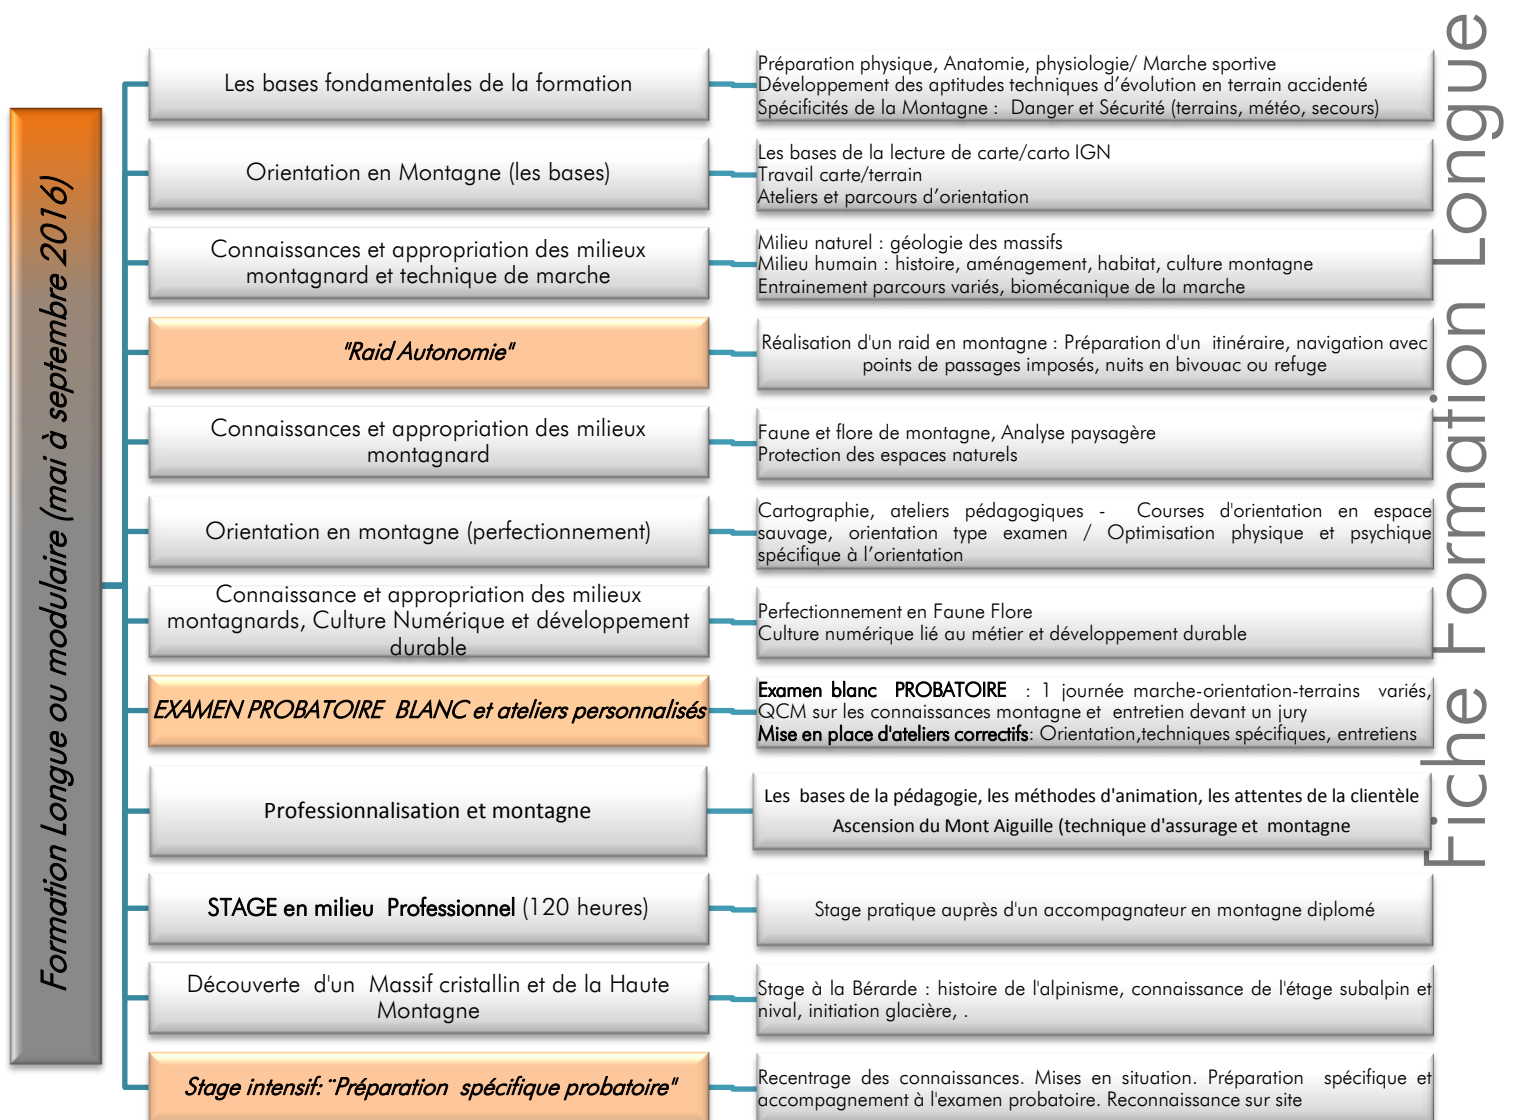 Fiche Formation Longue
Formation Longue ou modulaire (mai à septembre 2016)
Les bases fondamentales de la formation
Préparation physique, Anatomie, physiologie/ Marche sportive
Développement des aptitudes techniques d’évolution en terrain accidenté
Spécificités de la Montagne : Danger et Sécurité (terrains, météo, secours)
Orientation en Montagne (les bases)
Les bases de la lecture de carte/carto IGN
Travail carte/terrain
Ateliers et parcours d’orientation
Connaissances et appropriation des milieux
montagnard et technique de marche
Milieu naturel : géologie des massifs
Milieu humain : histoire, aménagement, habitat, culture montagne
Entrainement parcours variés, biomécanique de la marche
"Raid Autonomie"
Réalisation d'un raid en montagne : Préparation d'un itinéraire, navigation avec
points de passages imposés, nuits en bivouac ou refuge
Connaissances et appropriation des milieux
montagnard
Faune et flore de montagne, Analyse paysagère
Protection des espaces naturels
Orientation en montagne (perfectionnement)
Cartographie, ateliers pédagogiques - Courses d'orientation en espace
sauvage, orientation type examen / Optimisation physique et psychique
spécifique à l’orientation
Connaissance et appropriation des milieux
montagnards, Culture Numérique et développement
durable
Perfectionnement en Faune Flore
Culture numérique lié au métier et développement durable
EXAMEN PROBATOIRE BLANC et ateliers personnalisés
Examen blanc PROBATOIRE : 1 journée marche-orientation-terrains variés,
QCM sur les connaissances montagne et entretien devant un jury
Mise en place d'ateliers correctifs: Orientation,techniques spécifiques, entretiens
Professionnalisation et montagne
Les bases de la pédagogie, les méthodes d'animation, les attentes de la clientèle
Ascension du Mont Aiguille (technique d'assurage et montagne
STAGE en milieu Professionnel (120 heures)
Stage pratique auprès d'un accompagnateur en montagne diplomé
Découverte d'un Massif cristallin et de la Haute
Montagne
Stage à la Bérarde : histoire de l'alpinisme, connaissance de l'étage subalpin et
nival, initiation glacière, .
Stage intensif: ¨Préparation spécifique probatoire"
Recentrage des connaissances. Mises en situation. Préparation spécifique et
accompagnement à l'examen probatoire. Reconnaissance sur site